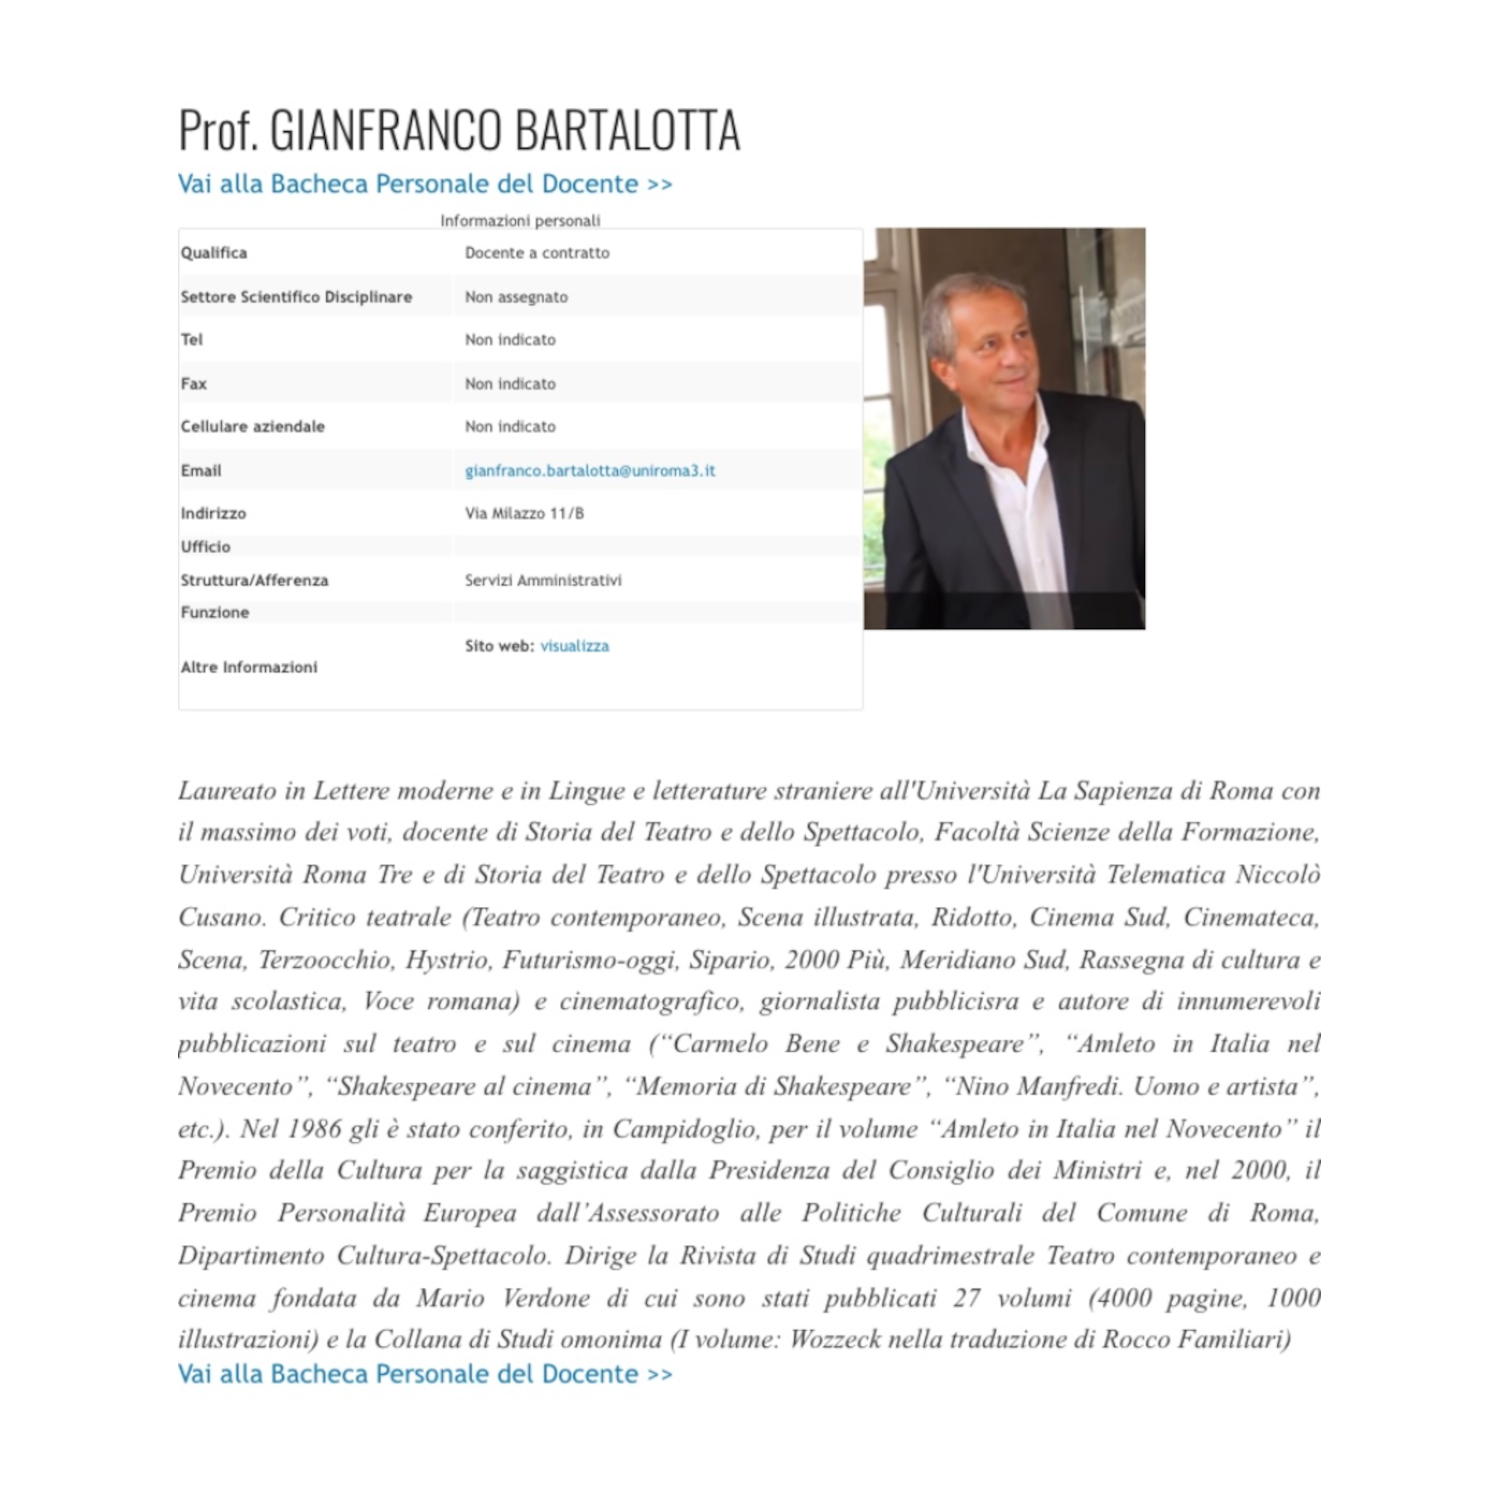 Prof. GIANFRANCO BARTALOTTA
Vai alla Bacheca Personale del Docente >>
Informazioni personali
Qualifica Docente a contratto
Settore Scientifico Disciplinare Non assegnato
Tel Non indicato
Fax Non indicato
Cellulare aziendale Non indicato
Email gianfranco.bartalotta@uniroma3.it
Indirizzo Via Milazzo 11/B
Ufficio
Struttura/Afferenza Servizi Amministrativi
Funzione
Sito web: visualizza
Altre Informazioni
Laureato in Lettere moderne e in Lingue e letterature straniere all'Università La Sapienza di Roma con
il massimo dei voti, docente di Storia del Teatro e dello Spettacolo, Facoltà Scienze della Formazione,
Università Roma Tre e di Storia del Teatro e dello Spettacolo presso l'Università Telematica Niccolò
Cusano. Critico teatrale (Teatro contemporaneo, Scena illustrata, Ridotto, Cinema Sud, Cinemateca,
Scena, Terzoocchio, Hystrio, Futurismo-oggi, Sipario, 2000 Più, Meridiano Sud, Rassegna di cultura e
vita scolastica, Voce romana) e cinematografico, giornalista pubblicisra e autore di innumerevoli
pubblicazioni sul teatro e sul cinema (“Carmelo Bene e Shakespeare”, “Amleto in Italia nel
Novecento”, “Shakespeare al cinema”, “Memoria di Shakespeare”, “Nino Manfredi. Uomo e artista”,
etc.). Nel 1986 gli è stato conferito, in Campidoglio, per il volume “Amleto in Italia nel Novecento” il
Premio della Cultura per la saggistica dalla Presidenza del Consiglio dei Ministri e, nel 2000, il
Premio Personalità Europea dall’Assessorato alle Politiche Culturali del Comune di Roma,
Dipartimento Cultura-Spettacolo. Dirige la Rivista di Studi quadrimestrale Teatro contemporaneo e
cinema fondata da Mario Verdone di cui sono stati pubblicati 27 volumi (4000 pagine, 1000
illustrazioni) e la Collana di Studi omonima (I volume: Wozzeck nella traduzione di Rocco Familiari)
Vai alla Bacheca Personale del Docente >>